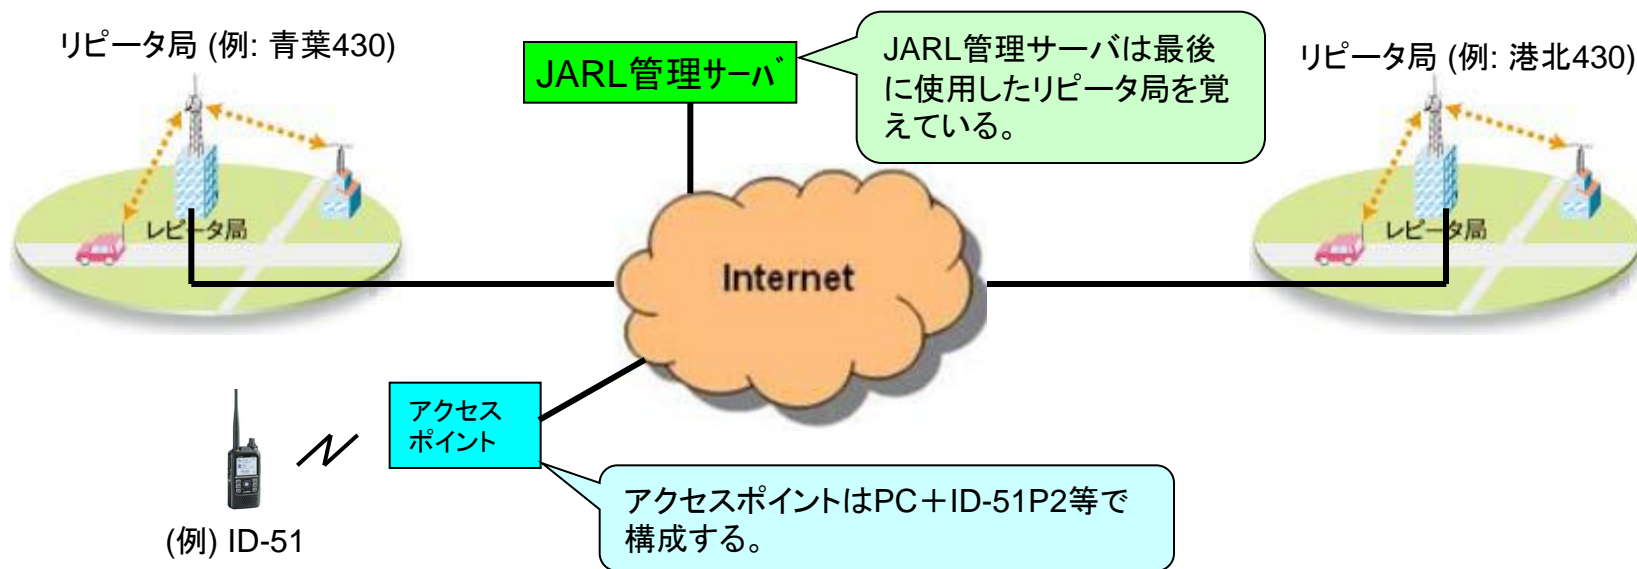 リピータ局 (例: 青葉430)
JARL管理ｻｰﾊﾞ
JARL管理サーバは最後
に使用したリピータ局を覚
えている。
リピータ局 (例: 港北430)
レピータ局
レピータ局
Internet
アクセス
ポイント
アクセスポイントはPC＋ID-51P2等で
構成する。
(例) ID-51